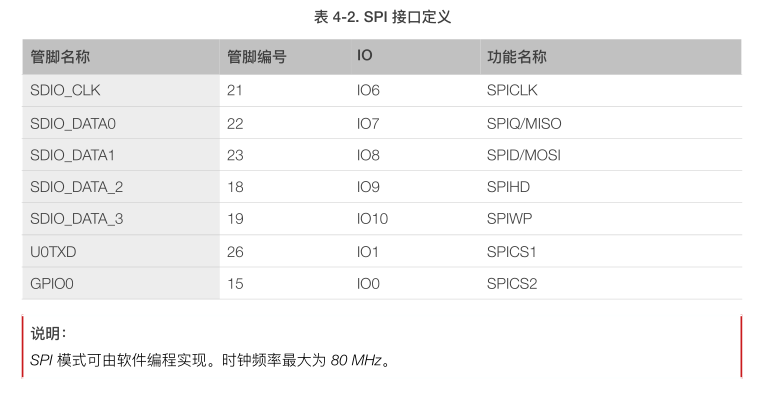 表 4-2. SPI 接口定义
管脚名称 管脚编号 IO 功能名称
SDIO_CLK 21 IO6 SPICLK
SDIO_DATA0 22 IO7 SPIQ/MISO
SDIO_DATA1 23 IO8 SPID/MOSI
SDIO_DATA_2 18 IO9 SPIHD
SDIO_DATA_3 19 IO10 SPIWP
U0TXD 26 IO1 SPICS1
GPIO0 15 IO0 SPICS2
说明：
SPI 模式可由软件编程实现。时钟频率最大为 80 MHz。